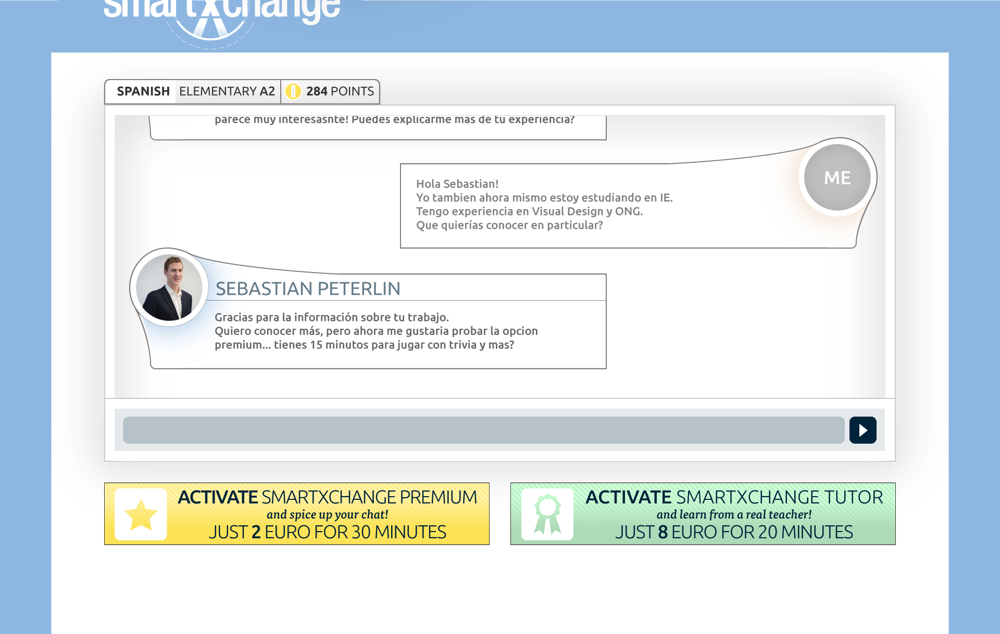 smartXchange
SPANISH ELEMENTARY A2 284 POINTS
parece muy interesasnte! Puedes explicarme mas de tu experiencia?
ME
Hola Sebastian!
Yo tambien ahora mismo estoy estudiando en IE.
Tengo experiencia en Visual Design y ONG.
Que quierías conocer en particular?
SEBASTIAN PETERLIN
Gracias para la información sobre tu trabajo.
Quiero conocer más, pero ahora me gustaria probar la opcion
premium... tienes 15 minutos para jugar con trivia y mas?
ACTIVATE SMARTXCHANGE PREMIUM
and spice up your chat!
JUST 2 EURO FOR 30 MINUTES
ACTIVATE SMARTXCHANGE TUTOR
and learn from a real teacher!
JUST 8 EURO FOR 20 MINUTES